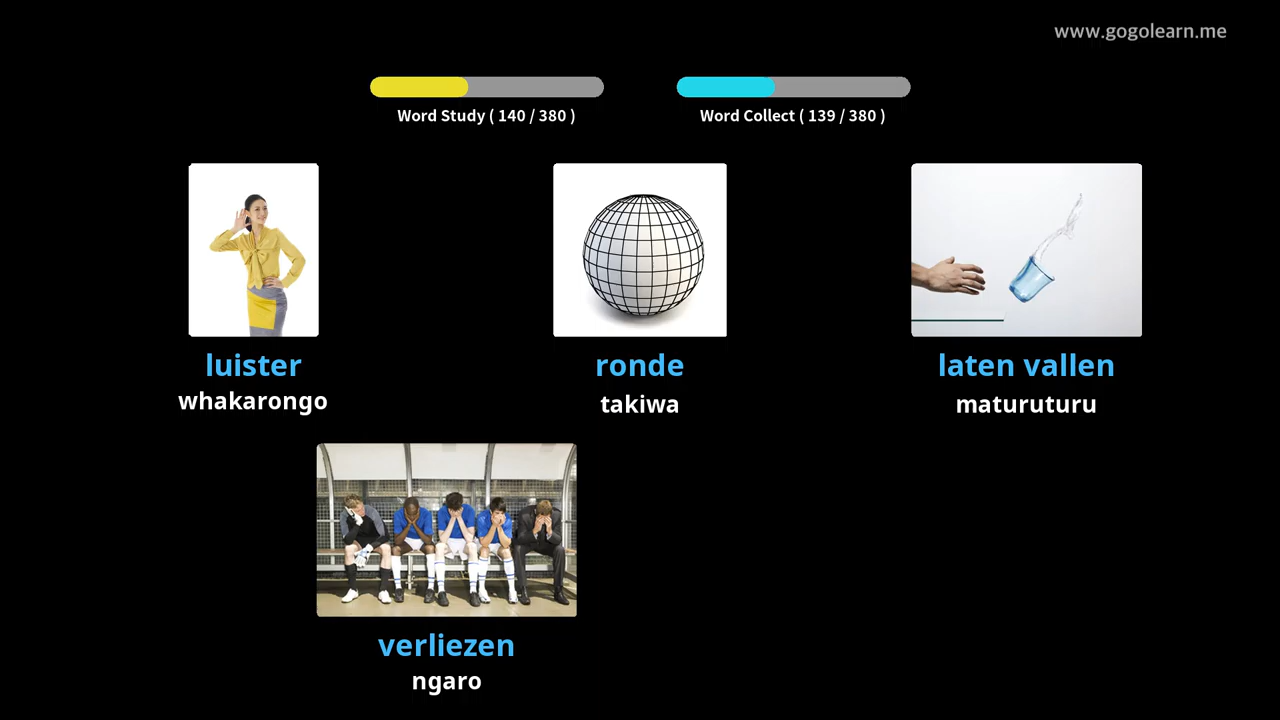 www.gogolearn.me
Word Study ( 140 / 380 )
Word Collect ( 139 / 380 )
luister
whakarongo
ronde
takiwa
laten vallen
maturuturu
verliezen
ngaro